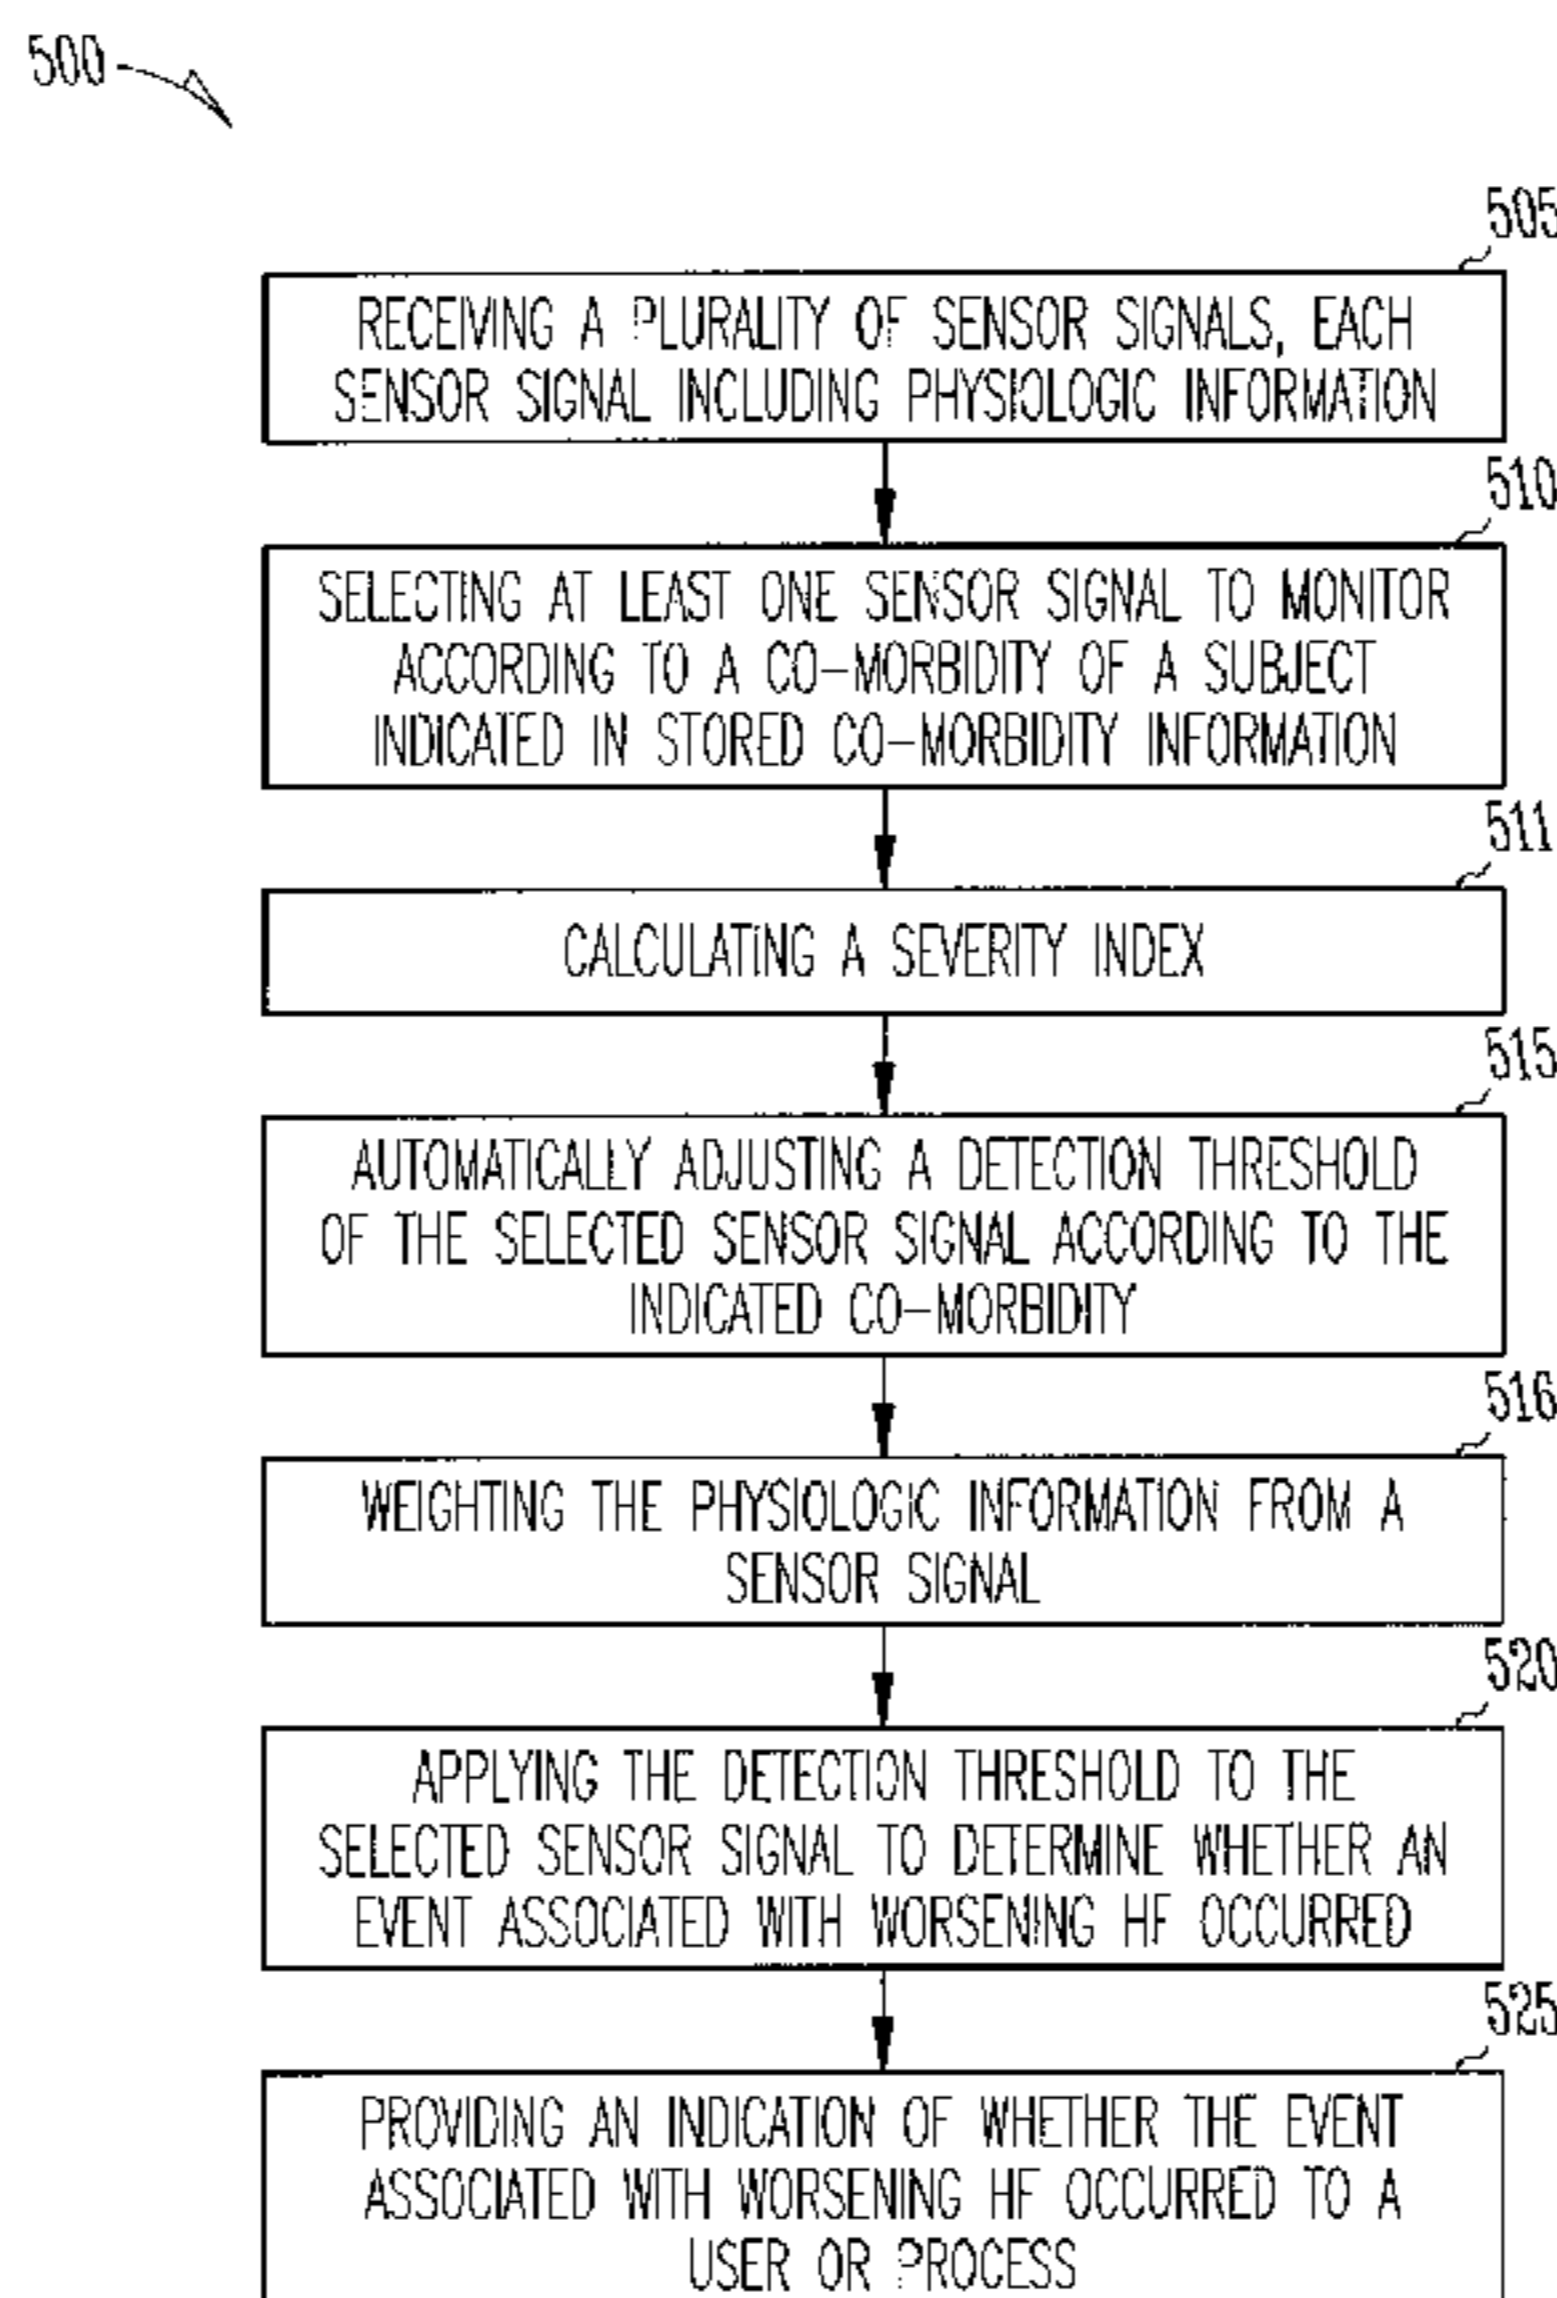 500
505
RECEIVING A PLURALITY OF SENSOR SIGNALS, EACH
SENSOR SIGNAL INCLUDING PHYSIOLOGIC INFORMATION
510
SELECTING AT LEAST ONE SENSOR SIGNAL TO MONITOR
ACCORDING TO A CO-MORBIDITY OF A SUBJECT
INDICATED IN STORED CO-MORBIDITY INFORMATION
511
CALCULATING A SEVERITY INDEX
515
AUTOMATICALLY ADJUSTING A DETECTION THRESHOLD
OF THE SELECTED SENSOR SIGNAL ACCORDING TO THE
INDICATED CO-MORBIDITY
516
WEIGHTING THE PHYSIOLOGIC INFORMATION FROM A
SENSOR SIGNAL
520
APPLYING THE DETECTION THRESHOLD TO THE
SELECTED SENSOR SIGNAL TO DETERMINE WHETHER AN
EVENT ASSOCIATED WITH WORSENING HF OCCURRED
525
PROVIDING AN INDICATION OF WHETHER THE EVENT
ASSOCIATED WITH WORSENING HF OCCURRED TO A
USER OR PROCESS